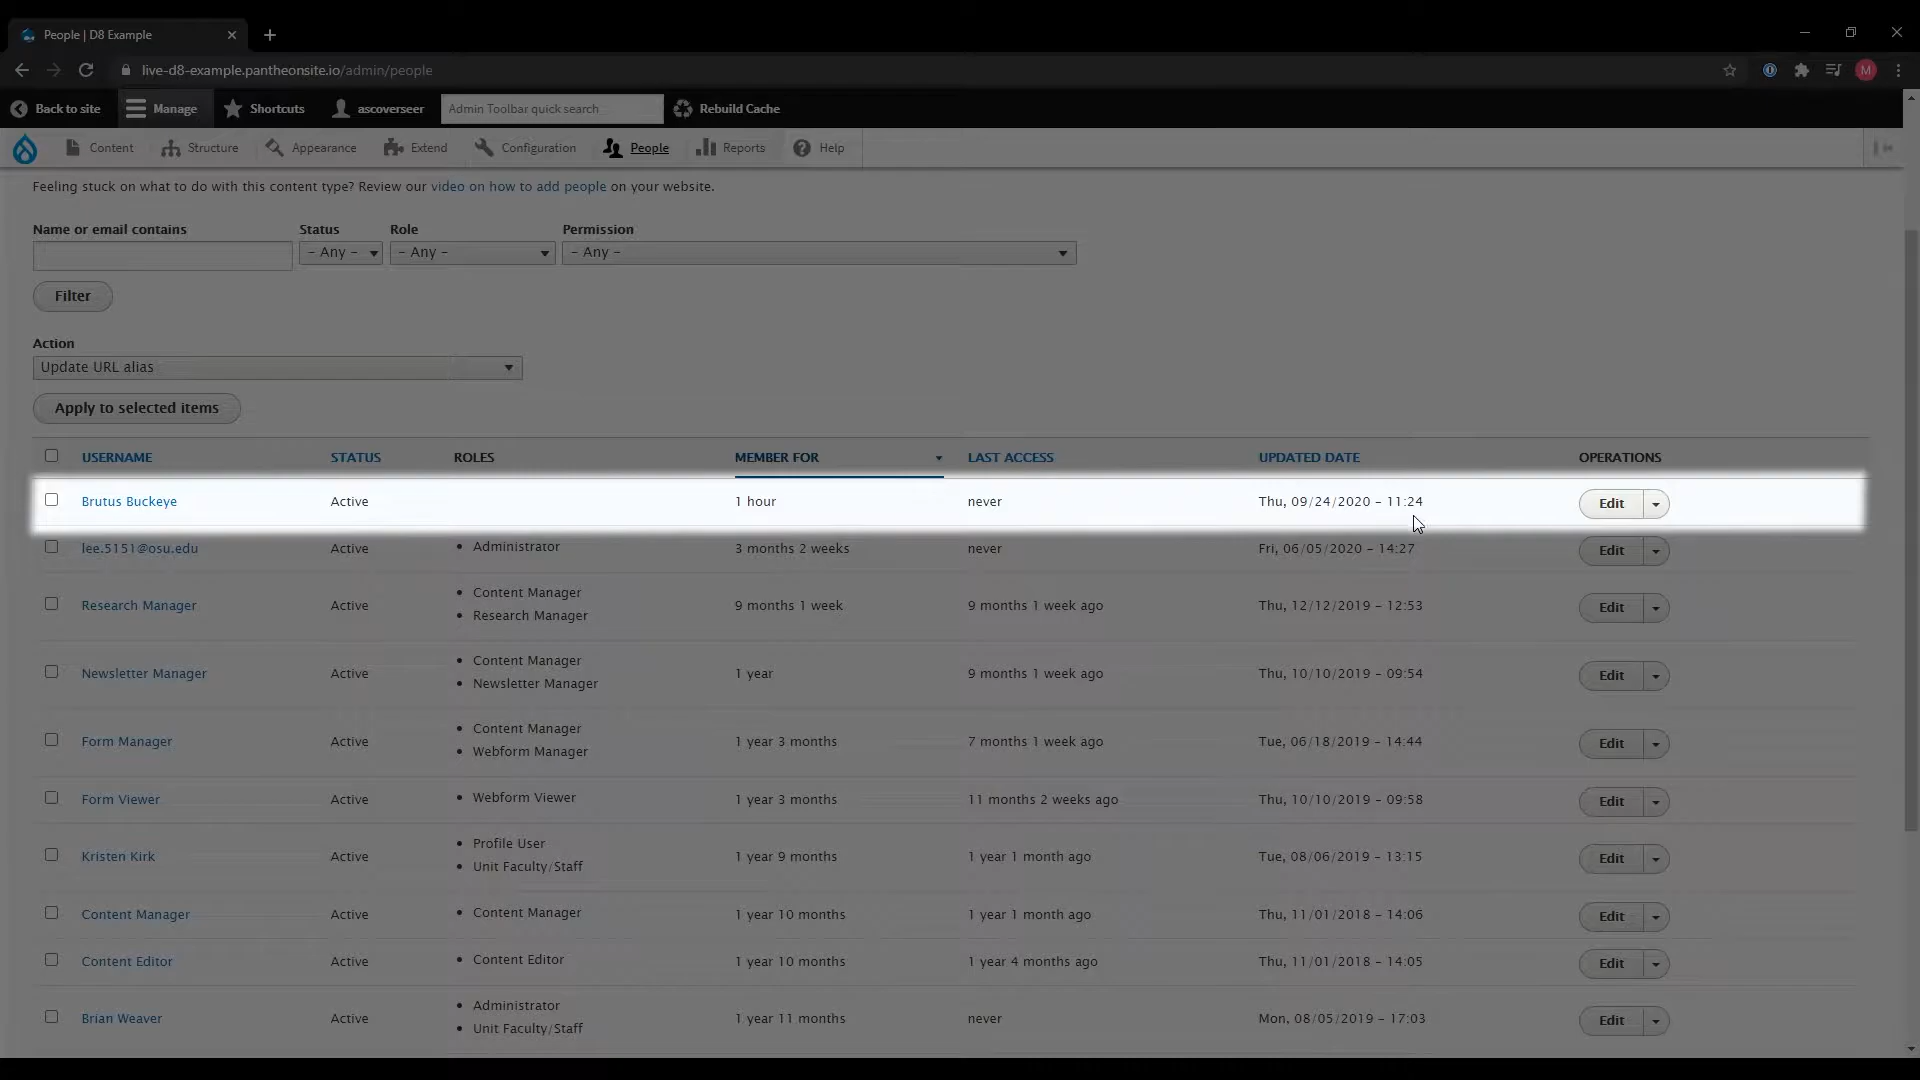 People | D8 Example
live-d8-example.pantheonsite.io/admin/people
M
Back to site Manage Shortcuts ascoverseer Admin Toolbar quick search Rebuild Cache
Content Structure Appearance Extend Configuration People Reports Help
Feeling stuck on what to do with this content type? Review our video on how to add people on your website.
Name or email contains Status Role Permission
- Any - - Any - - Any -
Filter
Action
Update URL alias
Apply to selected items
USERNAME STATUS ROLES MEMBER FOR LAST ACCESS UPDATED DATE OPERATIONS
Brutus Buckeye Active 1 hour never Thu, 09/24/2020 - 11:24 Edit
lee.5151@osu.edu Active • Administrator 3 months 2 weeks never Fri, 06/05/2020 - 14:27 Edit
• Content Manager
Research Manager Active 9 months 1 week 9 months 1 week ago Thu, 12/12/2019 - 12:53 Edit
• Research Manager
• Content Manager
Newsletter Manager Active 1 year 9 months 1 week ago Thu, 10/10/2019 - 09:54 Edit
• Newsletter Manager
• Content Manager
Form Manager Active 1 year 3 months 7 months 1 week ago Tue, 06/18/2019 - 14:44 Edit
• Webform Manager
Form Viewer Active • Webform Viewer 1 year 3 months 11 months 2 weeks ago Thu, 10/10/2019 - 09:58 Edit
• Profile User
Kristen Kirk Active 1 year 9 months 1 year 1 month ago Tue, 08/06/2019 - 13:15 Edit
• Unit Faculty/Staff
Content Manager Active • Content Manager 1 year 10 months 1 year 1 month ago Thu, 11/01/2018 - 14:06 Edit
Content Editor Active • Content Editor 1 year 10 months 1 year 4 months ago Thu, 11/01/2018 - 14:05 Edit
• Administrator
Brian Weaver Active 1 year 11 months never Mon, 08/05/2019 - 17:03 Edit
• Unit Faculty/Staff